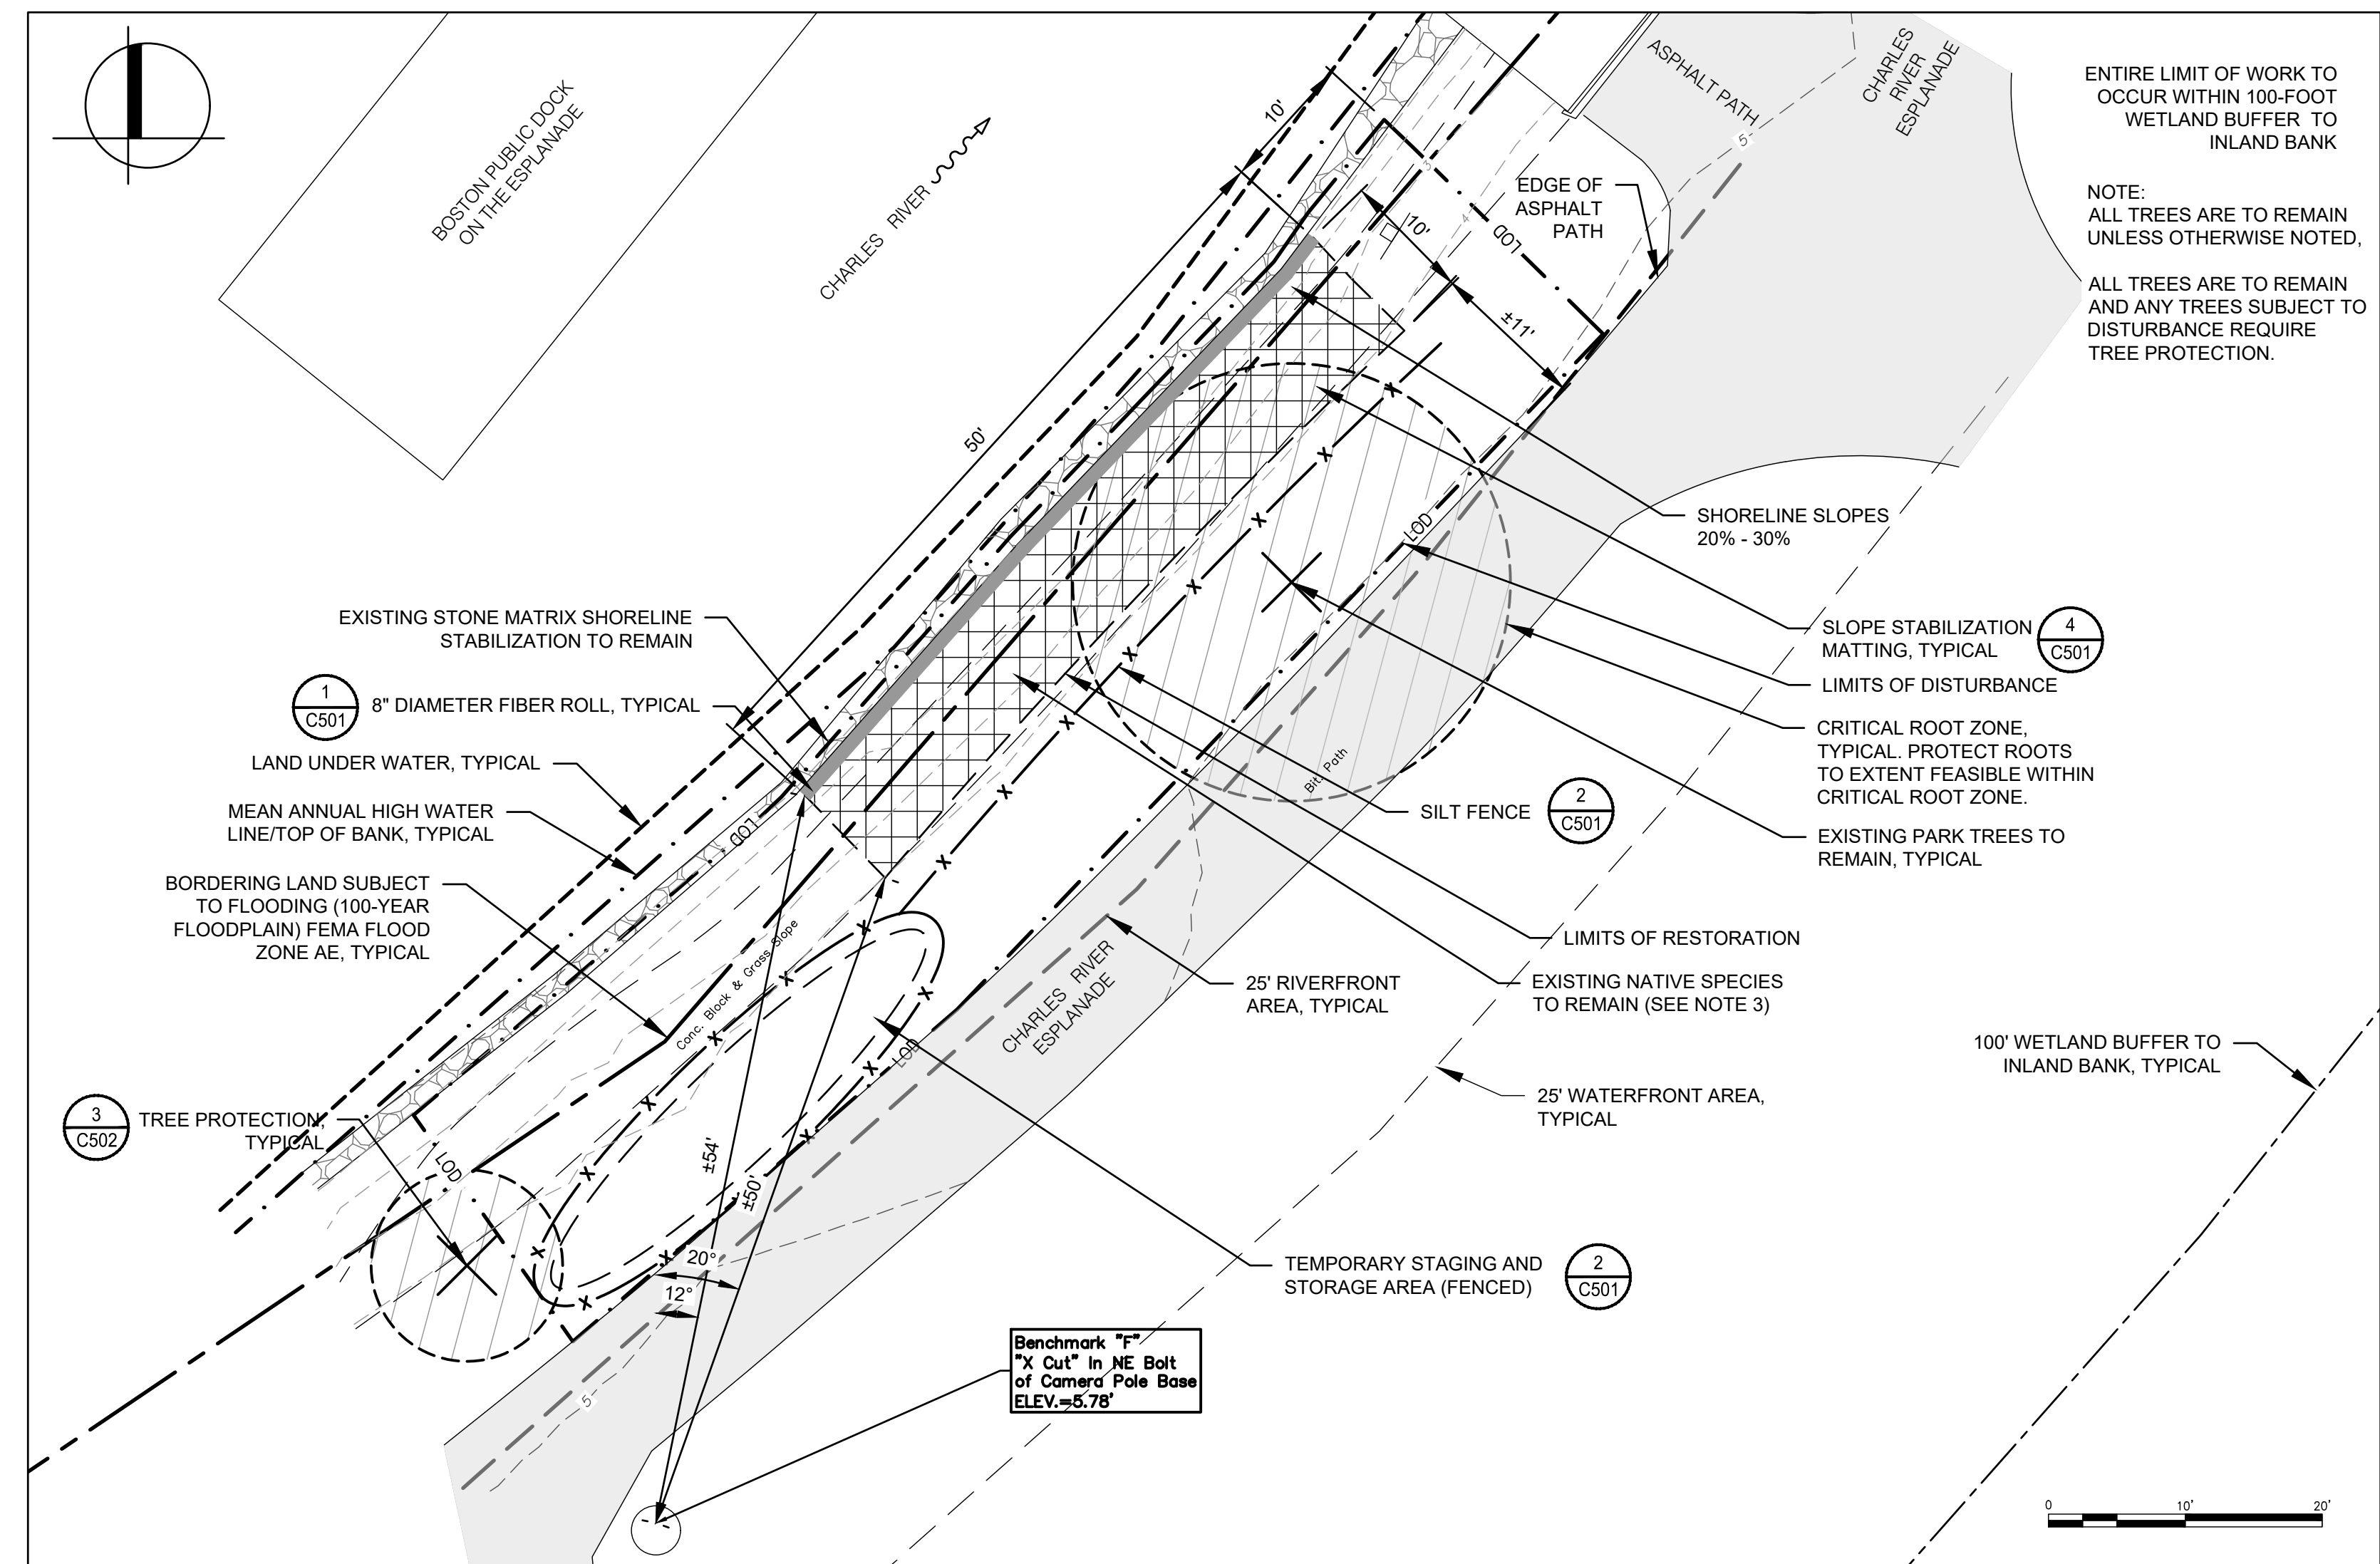 BOSTON PUBLIC DOCK
ON THE ESPLANADE
CHARLES RIVER
10'
50'
ASPHALT PATH
CHARLES
RIVER
ESPLANADE
5
ENTIRE LIMIT OF WORK TO
OCCUR WITHIN 100-FOOT
WETLAND BUFFER TO
INLAND BANK
NOTE:
ALL TREES ARE TO REMAIN
UNLESS OTHERWISE NOTED,
ALL TREES ARE TO REMAIN
AND ANY TREES SUBJECT TO
DISTURBANCE REQUIRE
TREE PROTECTION.
EDGE OF
ASPHALT
PATH
3
4
10'
LOD
±11'
SHORELINE SLOPES
20% - 30%
LOD
SLOPE STABILIZATION
MATTING, TYPICAL
4
C501
LIMITS OF DISTURBANCE
CRITICAL ROOT ZONE,
TYPICAL. PROTECT ROOTS
TO EXTENT FEASIBLE WITHIN
CRITICAL ROOT ZONE.
EXISTING PARK TREES TO
REMAIN, TYPICAL
SILT FENCE
2
C501
LIMITS OF RESTORATION
EXISTING NATIVE SPECIES
TO REMAIN (SEE NOTE 3)
25' RIVERFRONT
AREA, TYPICAL
25' WATERFRONT AREA,
TYPICAL
100' WETLAND BUFFER TO
INLAND BANK, TYPICAL
EXISTING STONE MATRIX SHORELINE
STABILIZATION TO REMAIN
1
C501
8" DIAMETER FIBER ROLL, TYPICAL
LAND UNDER WATER, TYPICAL
MEAN ANNUAL HIGH WATER
LINE/TOP OF BANK, TYPICAL
BORDERING LAND SUBJECT
TO FLOODING (100-YEAR
FLOODPLAIN) FEMA FLOOD
ZONE AE, TYPICAL
LOD
Bit. Path
Conc. Block & Grass Slope
CHARLES RIVER
ESPLANADE
LOD
3
C502
TREE PROTECTION,
TYPICAL
LOD
±54'
±50'
20°
12°
TEMPORARY STAGING AND
STORAGE AREA (FENCED)
2
C501
Benchmark "F"
"X Cut" In NE Bolt
of Camera Pole Base
ELEV.=5.78'
5
0 10' 20'